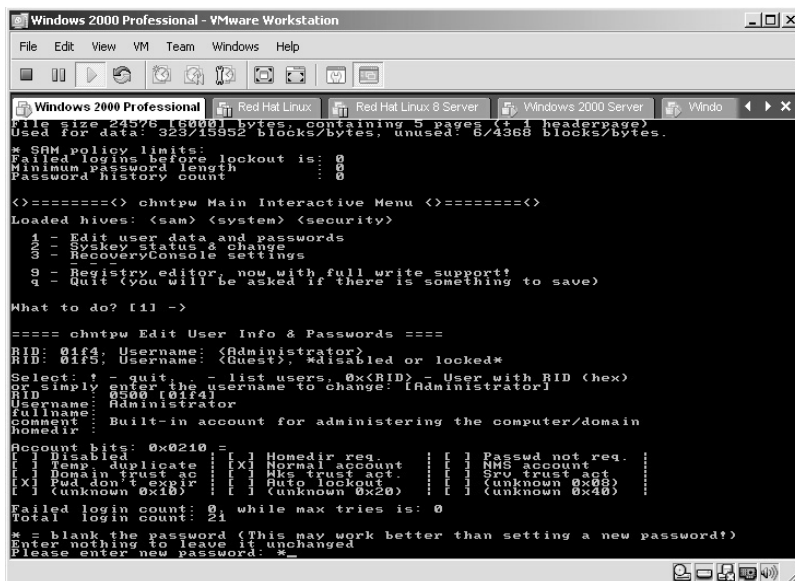 Windows 2000 Professional - VMware Workstation
File Edit View VM Team Windows Help
Windows 2000 Professional Red Hat Linux Red Hat Linux 8 Server Windows 2000 Server Windo
File size 24576 [6000] bytes, containing 5 pages (+ 1 headerpage)
Used for data: 323/15952 blocks/bytes, unused: 6/4368 blocks/bytes.
* SAM policy limits:
Failed logins before lockout is: 0
Minimum password length : 0
Password history count : 0
<>========<> chntpw Main Interactive Menu <>========<>
Loaded hives: <sam> <system> <security>
1 - Edit user data and passwords
2 - Syskey status & change
3 - RecoveryConsole settings
- - -
9 - Registry editor, now with full write support!
q - Quit (you will be asked if there is something to save)
What to do? [1] ->
===== chntpw Edit User Info & Passwords ====
RID: 01f4, Username: <Administrator>
RID: 01f5, Username: <Guest>, *disabled or locked*
Select: ! - quit, . - list users, 0x<RID> - User with RID (hex)
or simply enter the username to change: [Administrator]
RID : 0500 [01f4]
Username: Administrator
fullname:
comment : Built-in account for administering the computer/domain
homedir :
Account bits: 0x0210 =
[ ] Disabled | [ ] Homedir req. | [ ] Passwd not req. |
[ ] Temp. duplicate | [X] Normal account | [ ] NMS account |
[ ] Domain trust ac | [ ] Wks trust act. | [ ] Srv trust act |
[X] Pwd don't expir | [ ] Auto lockout | [ ] (unknown 0x08) |
[ ] (unknown 0x10) | [ ] (unknown 0x20) | [ ] (unknown 0x40) |
Failed login count: 0, while max tries is: 0
Total login count: 21
* = blank the password (This may work better than setting a new password!)
Enter nothing to leave it unchanged
Please enter new password: *_